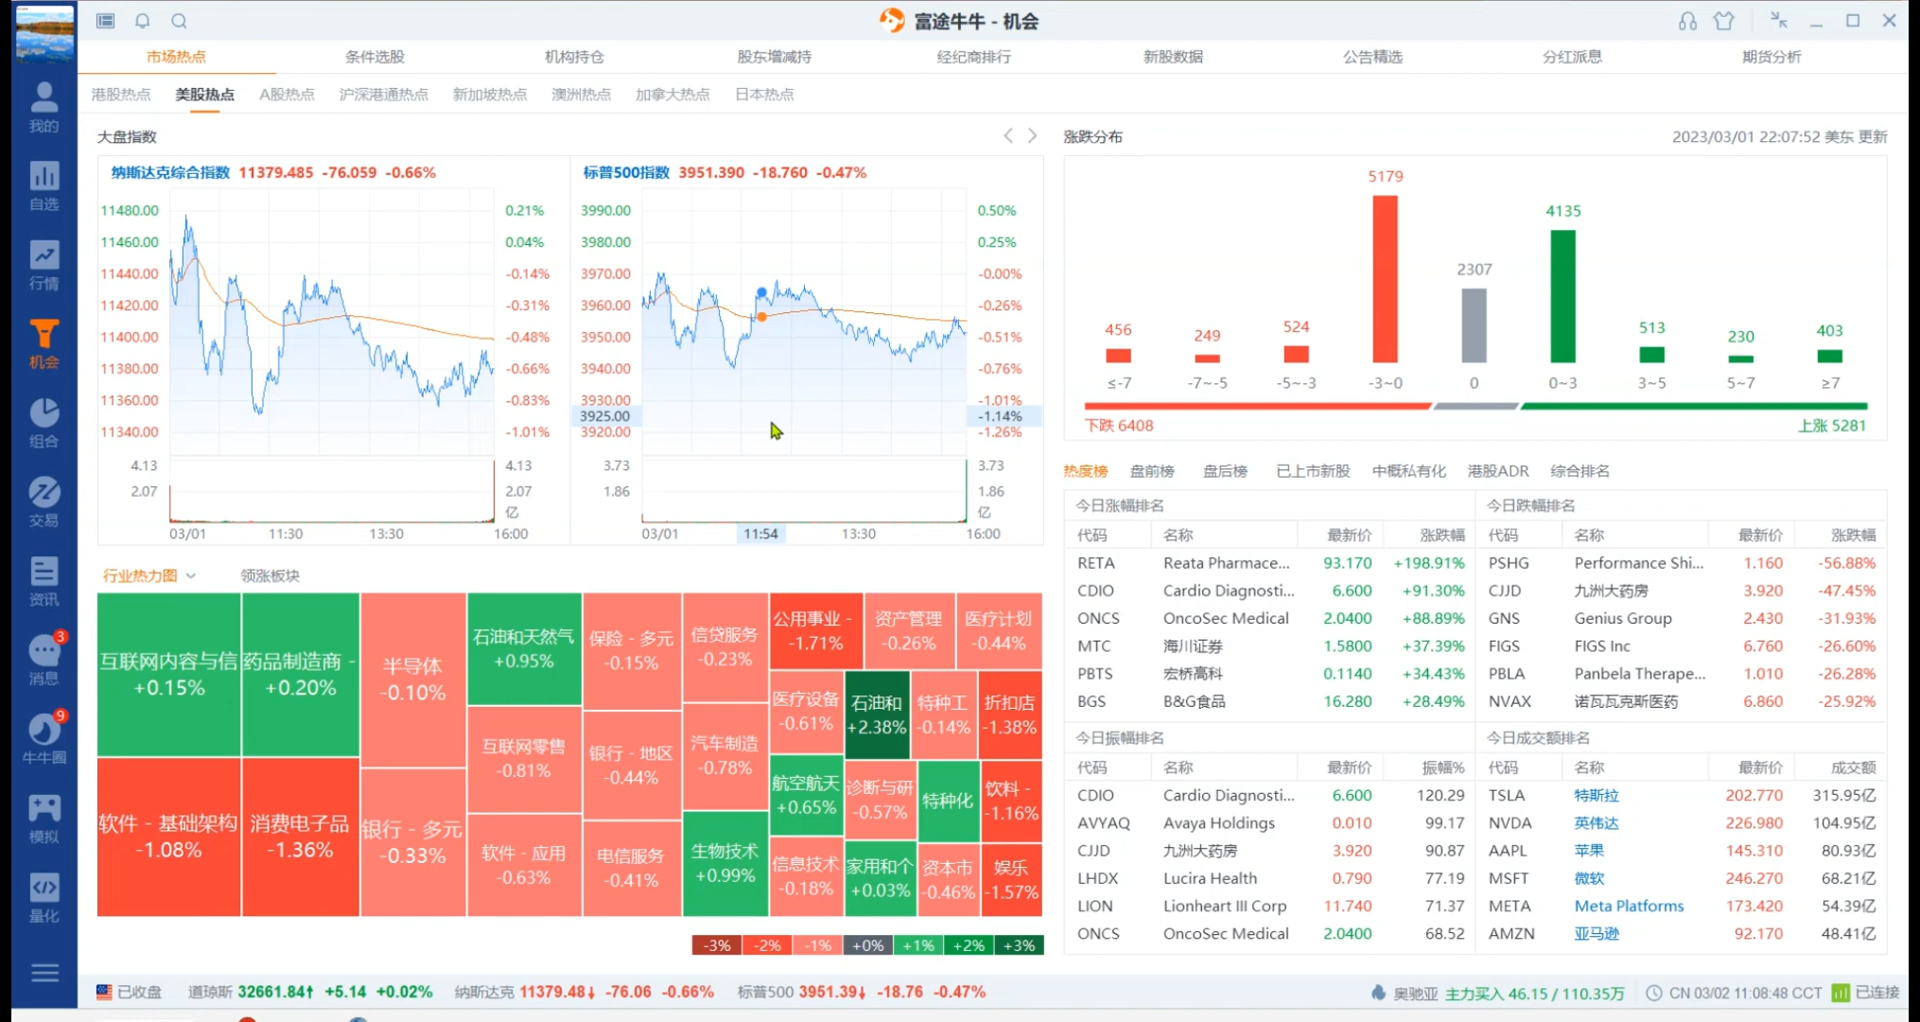 富途牛牛 - 机会
我的
自选
行情
机会
组合
交易
资讯
3
消息
9
牛牛圈
模拟
量化
市场热点 条件选股 机构持仓 股东增减持 经纪商排行 新股数据 公告精选 分红派息 期货分析
港股热点 美股热点 A股热点 沪深港通热点 新加坡热点 澳洲热点 加拿大热点 日本热点
大盘指数
纳斯达克综合指数 11379.485 -76.059 -0.66%
11480.00 0.21%
11460.00 0.04%
11440.00 -0.14%
11420.00 -0.31%
11400.00 -0.48%
11380.00 -0.66%
11360.00 -0.83%
11340.00 -1.01%
4.13 4.13
2.07 2.07
亿
03/01 11:30 13:30 16:00
标普500指数 3951.390 -18.760 -0.47%
3990.00 0.50%
3980.00 0.25%
3970.00 -0.00%
3960.00 -0.26%
3950.00 -0.51%
3940.00 -0.76%
3930.00 -1.01%
3925.00 -1.14%
3920.00 -1.26%
3.73 3.73
1.86 1.86
亿
03/01 11:54 13:30 16:00
涨跌分布 2023/03/01 22:07:52 美东 更新
456 249 524 5179 2307 4135 513 230 403
≤-7 -7~-5 -5~-3 -3~0 0 0~3 3~5 5~7 ≥7
下跌 6408 上涨 5281
行业热力图 领涨板块
互联网内容与信
+0.15%
药品制造商 -
+0.20%
半导体
-0.10%
石油和天然气
+0.95%
保险 - 多元
-0.15%
信贷服务
-0.23%
公用事业 -
-1.71%
资产管理
-0.26%
医疗计划
-0.44%
医疗设备
-0.61%
石油和
+2.38%
特种工
-0.14%
折扣店
-1.38%
互联网零售
-0.81%
银行 - 地区
-0.44%
汽车制造
-0.78%
航空航天
+0.65%
诊断与研
-0.57%
特种化
饮料 -
-1.16%
软件 - 基础架构
-1.08%
消费电子品
-1.36%
银行 - 多元
-0.33%
软件 - 应用
-0.63%
电信服务
-0.41%
生物技术
+0.99%
信息技术
-0.18%
家用和个
+0.03%
资本市
-0.46%
娱乐
-1.57%
-3% -2% -1% +0% +1% +2% +3%
热度榜 盘前榜 盘后榜 已上市新股 中概私有化 港股ADR 综合排名
今日涨幅排名
代码 名称 最新价 涨跌幅
RETA Reata Pharmace... 93.170 +198.91%
CDIO Cardio Diagnosti... 6.600 +91.30%
ONCS OncoSec Medical 2.0400 +88.89%
MTC 海川证券 1.5800 +37.39%
PBTS 宏桥高科 0.1140 +34.43%
BGS B&G食品 16.280 +28.49%
今日跌幅排名
代码 名称 最新价 涨跌幅
PSHG Performance Shi... 1.160 -56.88%
CJJD 九洲大药房 3.920 -47.45%
GNS Genius Group 2.430 -31.93%
FIGS FIGS Inc 6.760 -26.60%
PBLA Panbela Therape... 1.010 -26.28%
NVAX 诺瓦瓦克斯医药 6.860 -25.92%
今日振幅排名
代码 名称 最新价 振幅%
CDIO Cardio Diagnosti... 6.600 120.29
AVYAQ Avaya Holdings 0.010 99.17
CJJD 九洲大药房 3.920 90.87
LHDX Lucira Health 0.790 77.19
LION Lionheart III Corp 11.740 71.37
ONCS OncoSec Medical 2.0400 68.52
今日成交额排名
代码 名称 最新价 成交额
TSLA 特斯拉 202.770 315.95亿
NVDA 英伟达 226.980 104.95亿
AAPL 苹果 145.310 80.93亿
MSFT 微软 246.270 68.21亿
META Meta Platforms 173.420 54.39亿
AMZN 亚马逊 92.170 48.41亿
已收盘 道琼斯 32661.84↑ +5.14 +0.02% 纳斯达克 11379.48↓ -76.06 -0.66% 标普500 3951.39↓ -18.76 -0.47% 奥驰亚 主力买入 46.15 / 110.35万 CN 03/02 11:08:48 CCT 已连接